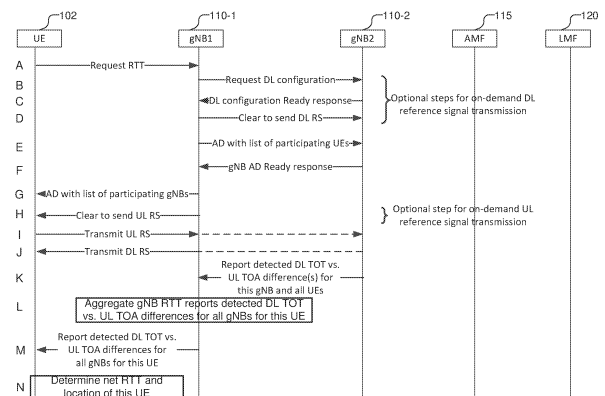 102
110-1
110-2
115
120
UE
gNB1
gNB2
AMF
LMF
A
Request RTT
B
Request DL configuration
C
DL configuration Ready response
D
Clear to send DL RS
Optional steps for on-demand DL
reference signal transmission
E
AD with list of participating UEs
F
gNB AD Ready response
G
AD with list of participating gNBs
H
Clear to send UL RS
Optional step for on-demand UL
reference signal transmission
I
Transmit UL RS
J
Transmit DL RS
K
Report detected DL TOT
vs. UL TOA difference(s) for
this gNB and all UEs
L
Aggregate gNB RTT reports detected DL TOT
vs. UL TOA differences for all gNBs for this UE
M
Report detected DL TOT vs.
UL TOA differences for
all gNBs for this UE
N
Determine net RTT and
location of this UE